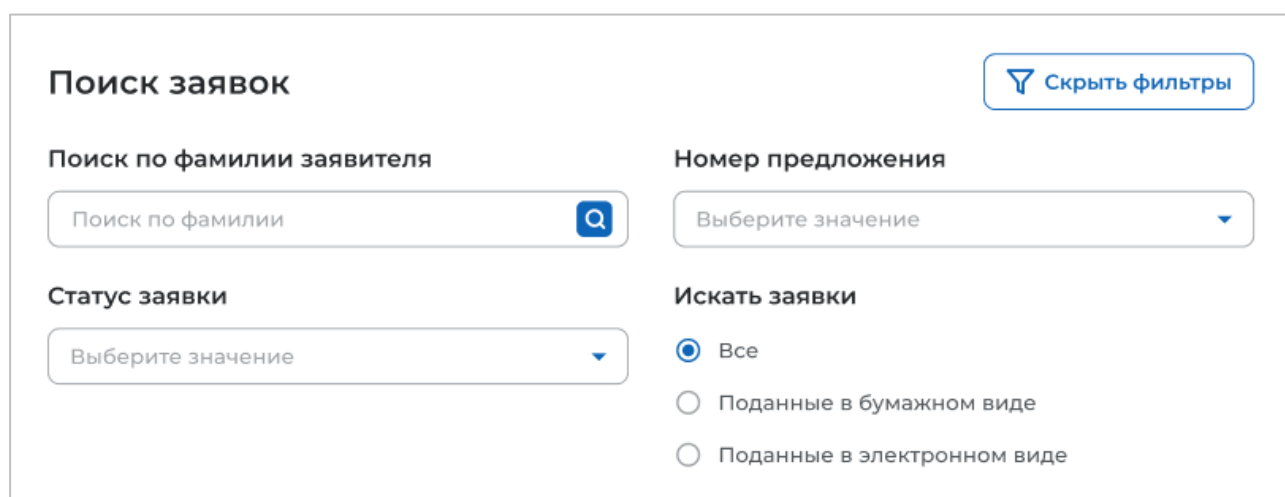 Поиск заявок
Скрыть фильтры
Поиск по фамилии заявителя
Номер предложения
Поиск по фамилии
Выберите значение
Статус заявки
Искать заявки
Выберите значение
Все
Поданные в бумажном виде
Поданные в электронном виде